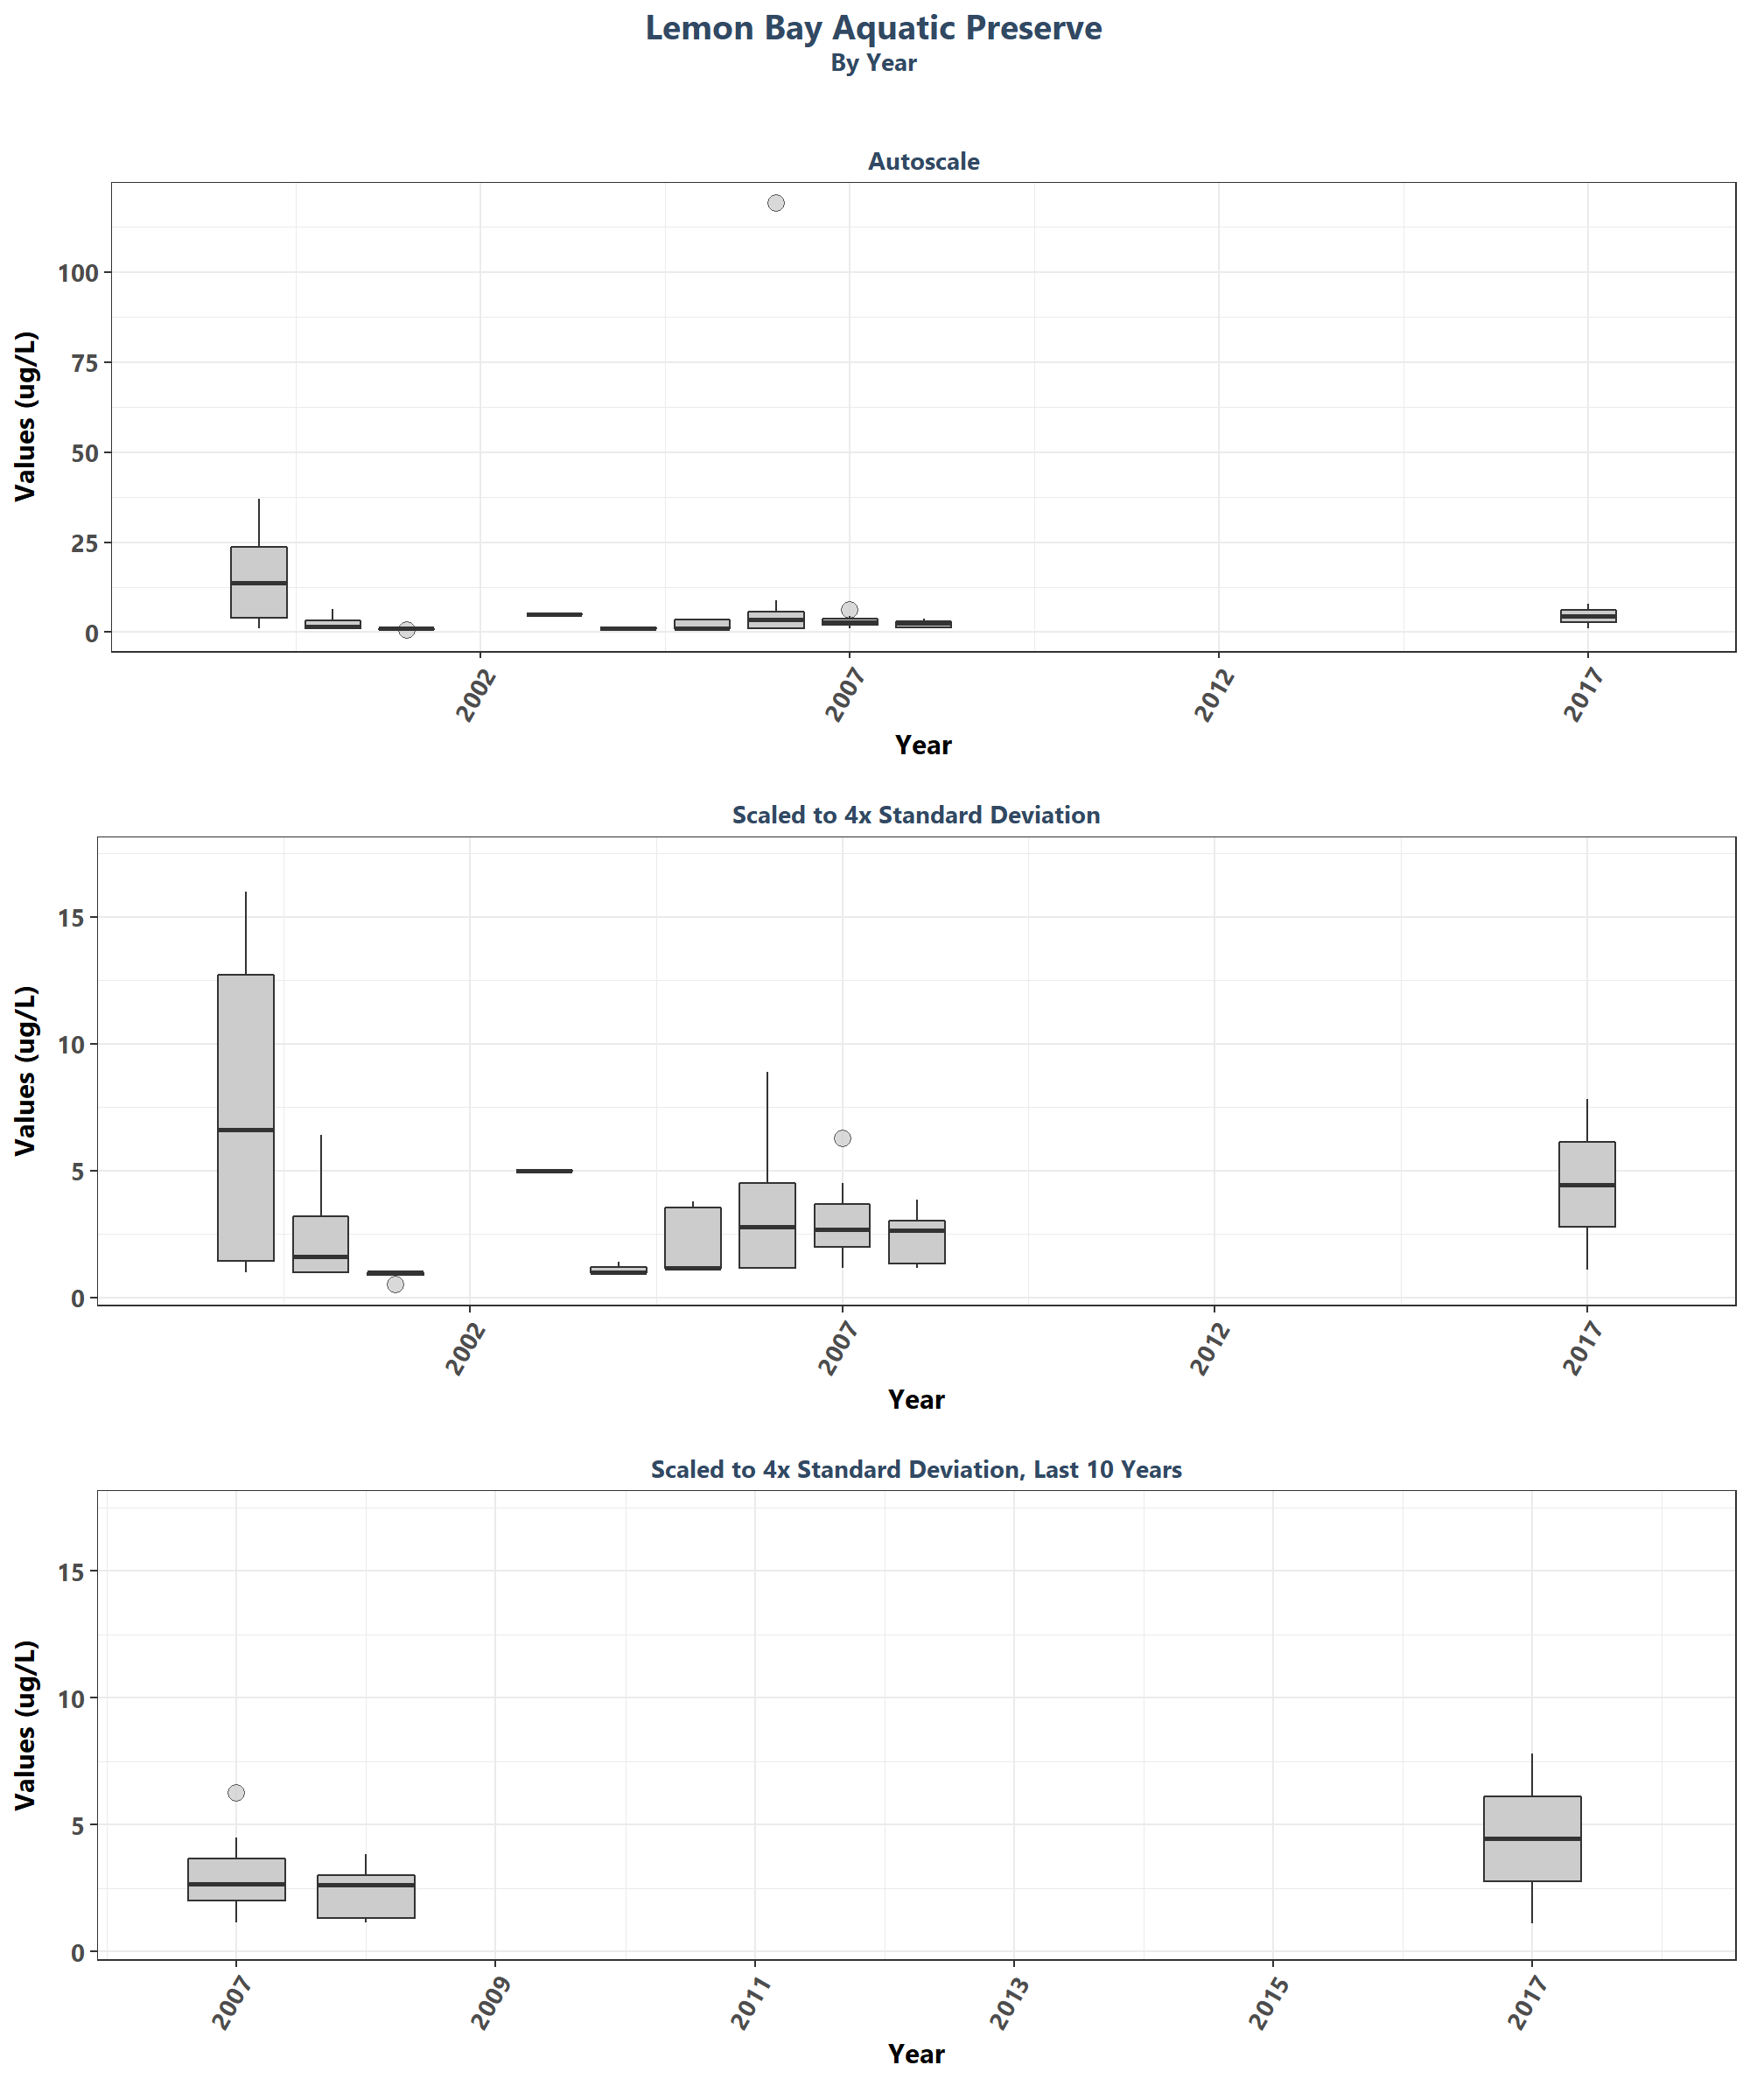 Lemon Bay Aquatic Preserve
By Year
Autoscale
Values (ug/L)
100
75
50
25
0
2002
2007
2012
2017
Year
Scaled to 4x Standard Deviation
Values (ug/L)
15
10
5
0
2002
2007
2012
2017
Year
Scaled to 4x Standard Deviation, Last 10 Years
Values (ug/L)
15
10
5
0
2007
2009
2011
2013
2015
2017
Year